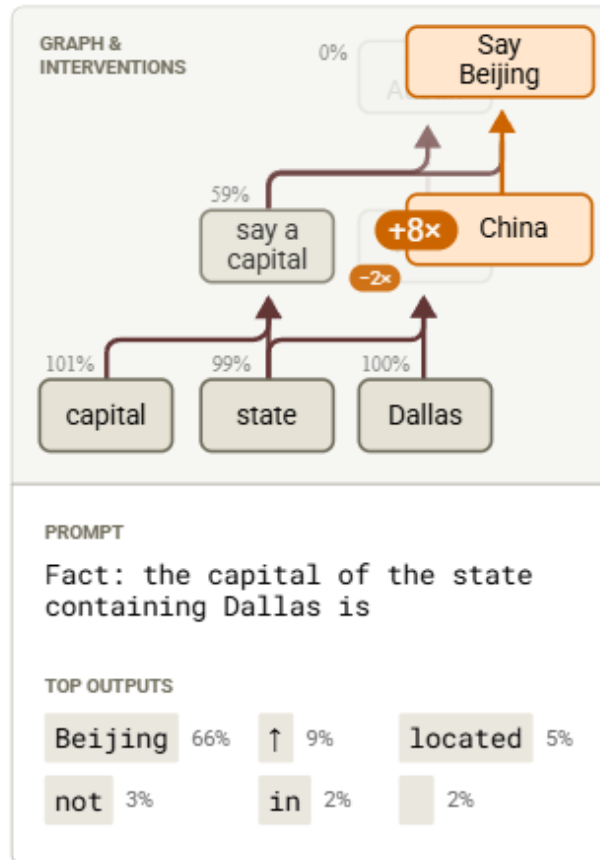 GRAPH &
INTERVENTIONS
0%
Say
Beijing
59%
say a
capital
+8×
China
−2×
101%
capital
99%
state
100%
Dallas
PROMPT
Fact: the capital of the state
containing Dallas is
TOP OUTPUTS
Beijing 66% ↑ 9% located 5%
not 3% in 2% 2%